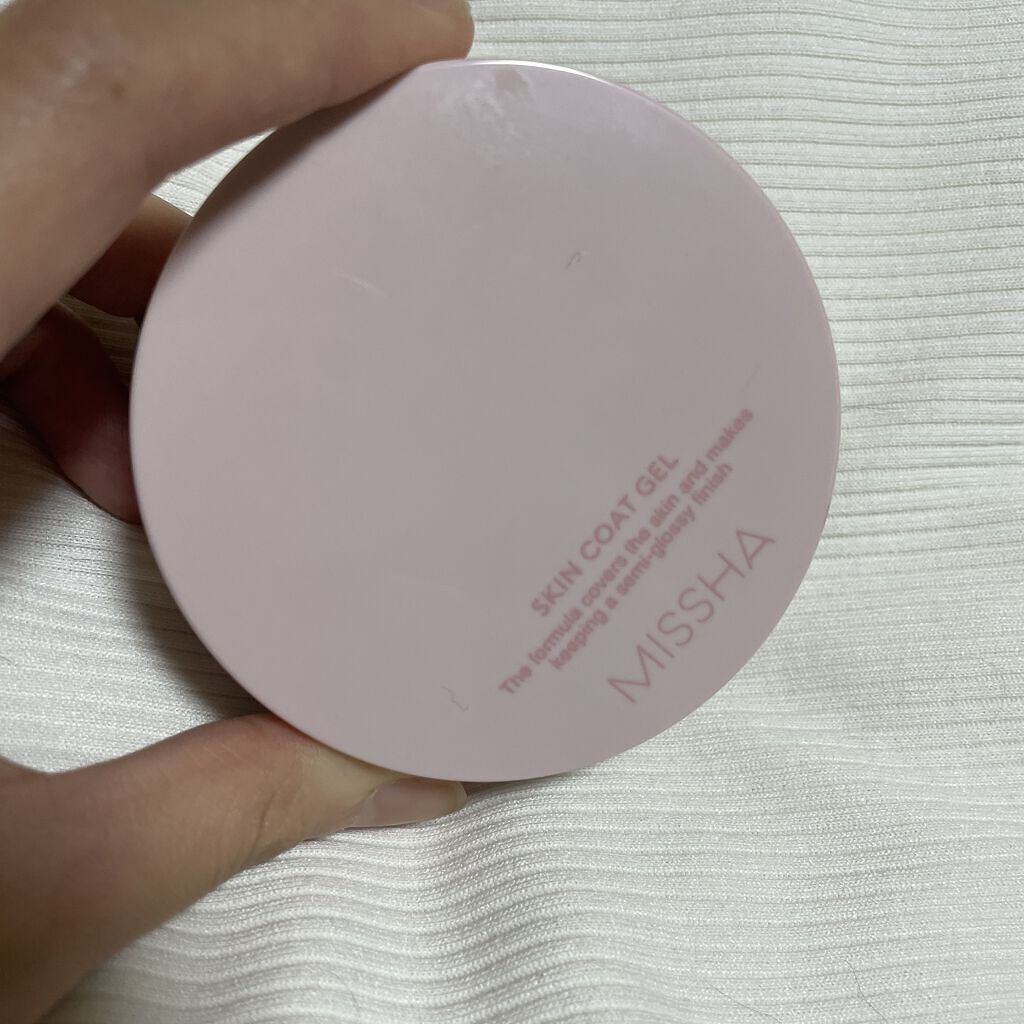 SKIN COAT GEL
The formula covers the skin and makes
keeping a semi-glossy finish
MISSHA